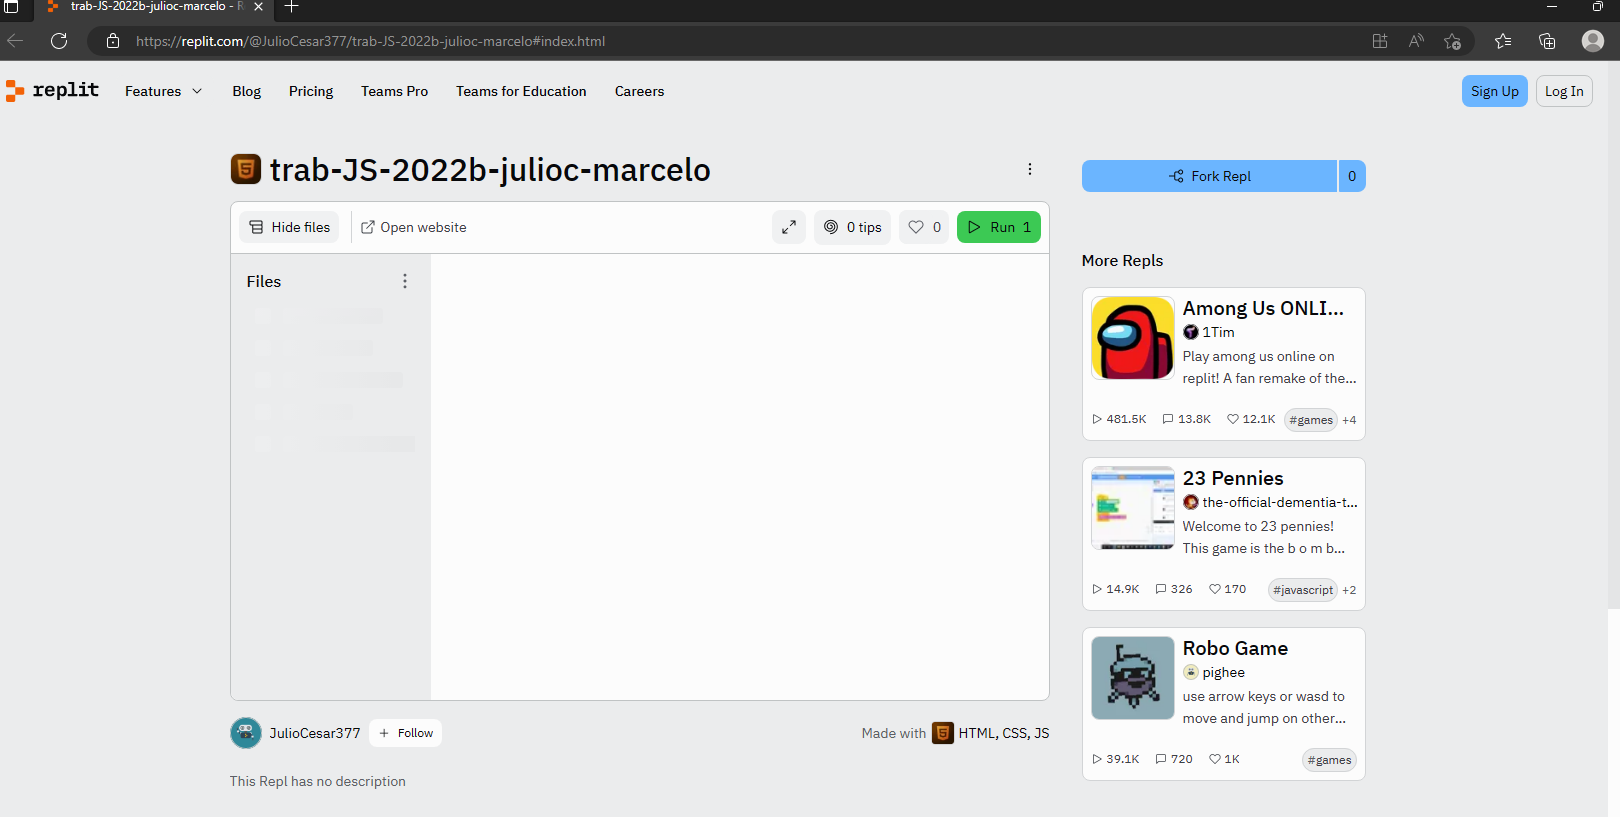 trab-JS-2022b-julioc-marcelo - R
https://replit.com/@JulioCesar377/trab-JS-2022b-julioc-marcelo#index.html
replit
Features
Blog
Pricing
Teams Pro
Teams for Education
Careers
Sign Up
Log In
trab-JS-2022b-julioc-marcelo
Fork Repl
0
Hide files
Open website
0 tips
0
Run 1
Files
More Repls
Among Us ONLI...
1Tim
Play among us online on
replit! A fan remake of the...
481.5K
13.8K
12.1K
#games
+4
23 Pennies
the-official-dementia-t...
Welcome to 23 pennies!
This game is the b o m b...
14.9K
326
170
#javascript
+2
Robo Game
pighee
use arrow keys or wasd to
move and jump on other...
39.1K
720
1K
#games
JulioCesar377
+ Follow
Made with HTML, CSS, JS
This Repl has no description